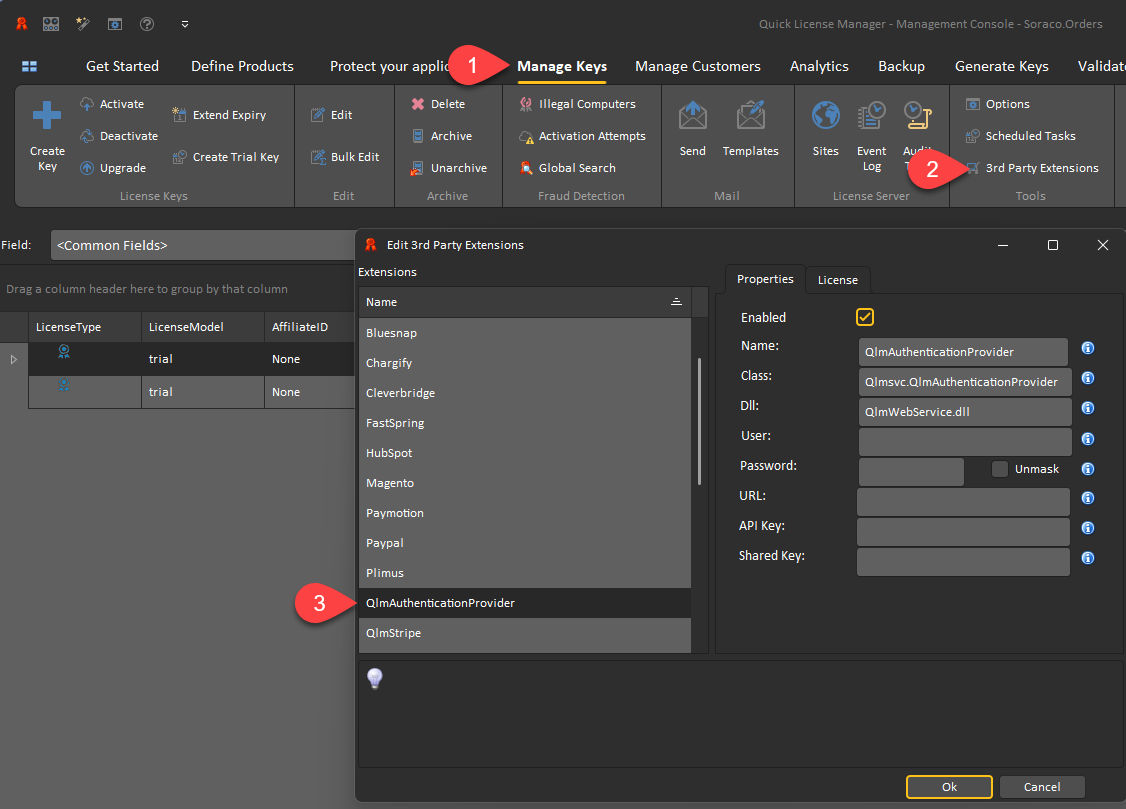 Quick License Manager - Management Console - Soraco.Orders
Get Started
Define Products
Protect your applic
1
Manage Keys
Manage Customers
Analytics
Backup
Generate Keys
Validat
Create
Key
Activate
Deactivate
Upgrade
Extend Expiry
Create Trial Key
License Keys
Edit
Bulk Edit
Edit
Delete
Archive
Unarchive
Archive
Illegal Computers
Activation Attempts
Global Search
Fraud Detection
Send
Templates
Mail
Sites
Event
Log
Audit
License Server
2
Options
Scheduled Tasks
3rd Party Extensions
Tools
Field:
<Common Fields>
Drag a column header here to group by that column
LicenseType
LicenseModel
AffiliateID
trial
None
trial
None
Edit 3rd Party Extensions
Extensions
Name
Bluesnap
Chargify
Cleverbridge
FastSpring
HubSpot
Magento
Paymotion
Paypal
Plimus
3
QlmAuthenticationProvider
QlmStripe
Properties
License
Enabled
Name:
QlmAuthenticationProvider
Class:
Qlmsvc.QlmAuthenticationProvider
Dll:
QlmWebService.dll
User:
Password:
Unmask
URL:
API Key:
Shared Key:
Ok
Cancel